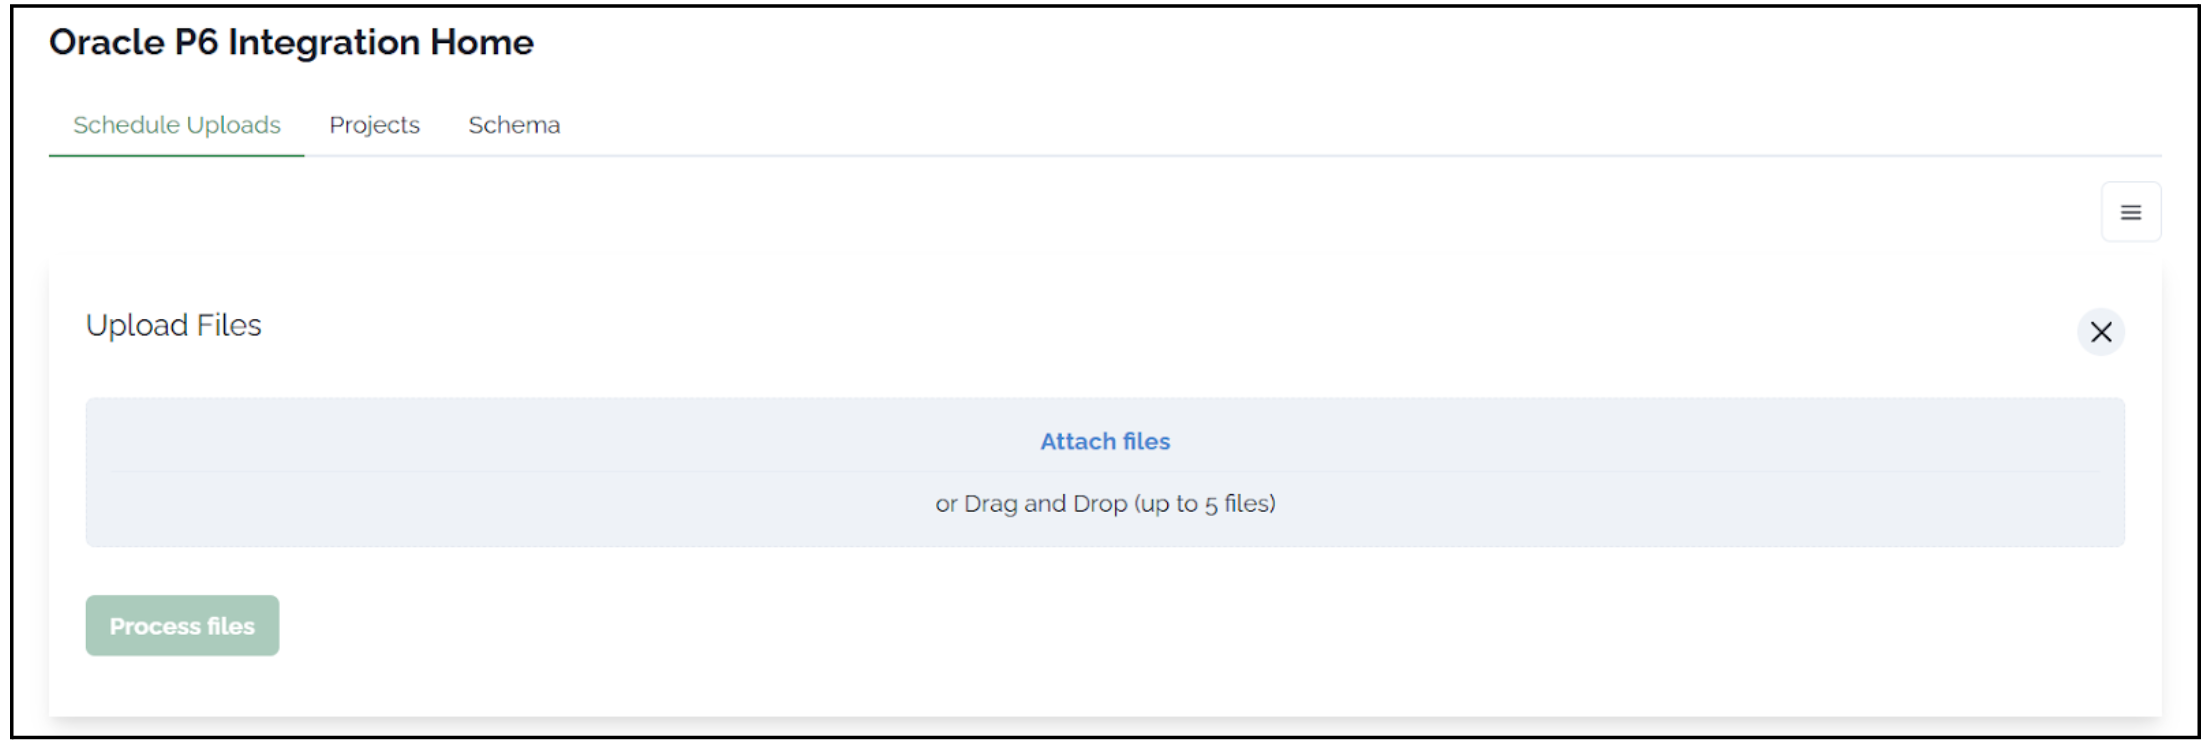 Oracle P6 Integration Home
Schedule Uploads Projects Schema
Upload Files
Attach files
or Drag and Drop (up to 5 files)
Process files